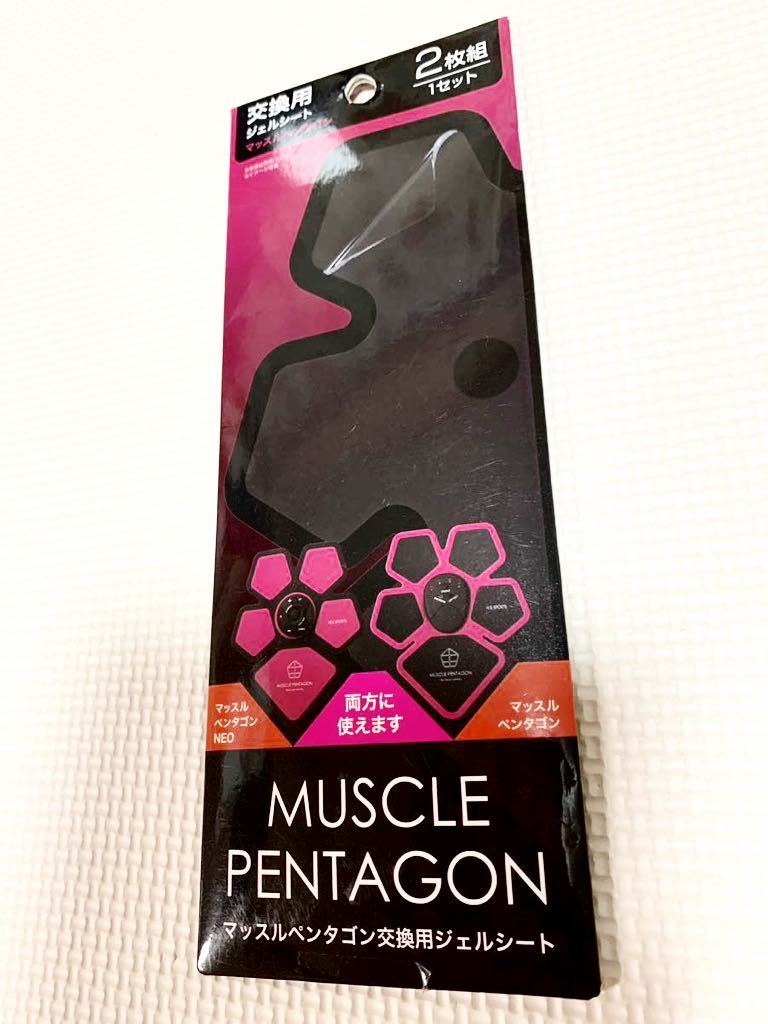 交換用
ジェルシート
マッスルペンタゴン
2枚組
1セット
MUSCLE PENTAGON
MUSCLE PENTAGON
マッスル
ペンタゴン
NEO
両方に
使えます
マッスル
ペンタゴン
MUSCLE
PENTAGON
マッスルペンタゴン交換用ジェルシート